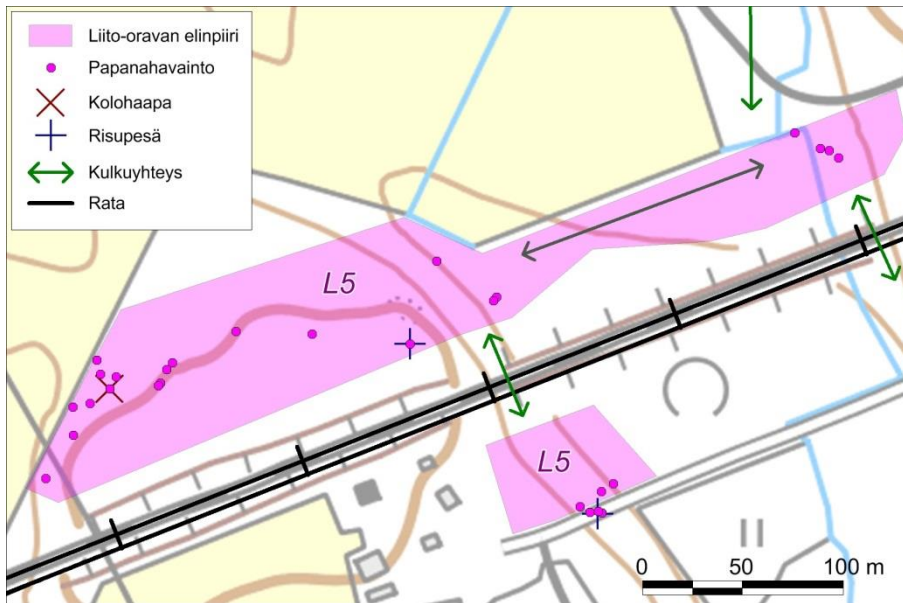 Liito-oravan elinpiiri
Papanahavainto
Kolohaapa
Risupesä
Kulkuyhteys
Rata
L5
L5
0 50 100 m